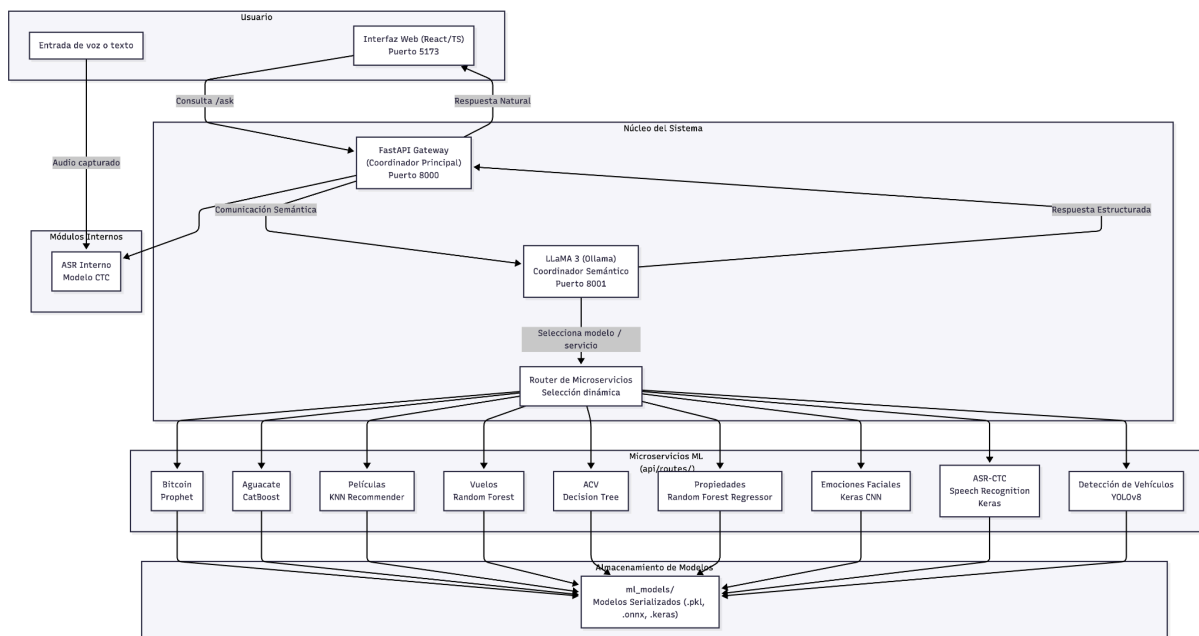 Usuario
Entrada de voz o texto
Interfaz Web (React/TS)
Puerto 5173
Consulta /ask
Respuesta Natural
Núcleo del Sistema
FastAPI Gateway
(Coordinador Principal)
Puerto 8000
Audio capturado
Comunicación Semántica
Respuesta Estructurada
Módulos Internos
ASR Interno
Modelo CTC
LLaMA 3 (Ollama)
Coordinador Semántico
Puerto 8001
Selecciona modelo /
servicio
Router de Microservicios
Selección dinámica
Microservicios ML
(api/routes/)
Bitcoin
Prophet
Aguacate
CatBoost
Películas
KNN Recommender
Vuelos
Random Forest
ACV
Decision Tree
Propiedades
Random Forest Regressor
Emociones Faciales
Keras CNN
ASR-CTC
Speech Recognition
Keras
Detección de Vehículos
YOLOv8
Almacenamiento de Modelos
ml_models/
Modelos Serializados (.pkl,
.onnx, .keras)